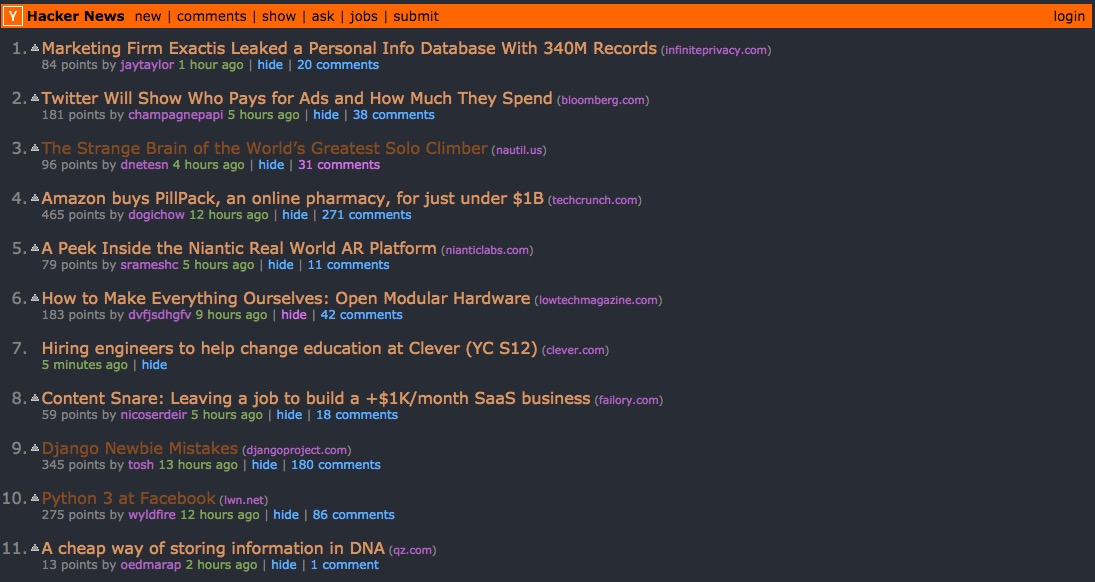 Y Hacker News new | comments | show | ask | jobs | submit login
1. Marketing Firm Exactis Leaked a Personal Info Database With 340M Records (infiniteprivacy.com)
84 points by jaytaylor 1 hour ago | hide | 20 comments
2. Twitter Will Show Who Pays for Ads and How Much They Spend (bloomberg.com)
181 points by champagnepapi 5 hours ago | hide | 38 comments
3. The Strange Brain of the World’s Greatest Solo Climber (nautil.us)
96 points by dnetesn 4 hours ago | hide | 31 comments
4. Amazon buys PillPack, an online pharmacy, for just under $1B (techcrunch.com)
465 points by dogichow 12 hours ago | hide | 271 comments
5. A Peek Inside the Niantic Real World AR Platform (nianticlabs.com)
79 points by srameshc 5 hours ago | hide | 11 comments
6. How to Make Everything Ourselves: Open Modular Hardware (lowtechmagazine.com)
183 points by dvfjsdhgfv 9 hours ago | hide | 42 comments
7. Hiring engineers to help change education at Clever (YC S12) (clever.com)
5 minutes ago | hide
8. Content Snare: Leaving a job to build a +$1K/month SaaS business (failory.com)
59 points by nicoserdeir 5 hours ago | hide | 18 comments
9. Django Newbie Mistakes (djangoproject.com)
345 points by tosh 13 hours ago | hide | 180 comments
10. Python 3 at Facebook (lwn.net)
275 points by wyldfire 12 hours ago | hide | 86 comments
11. A cheap way of storing information in DNA (qz.com)
13 points by oedmarap 2 hours ago | hide | 1 comment